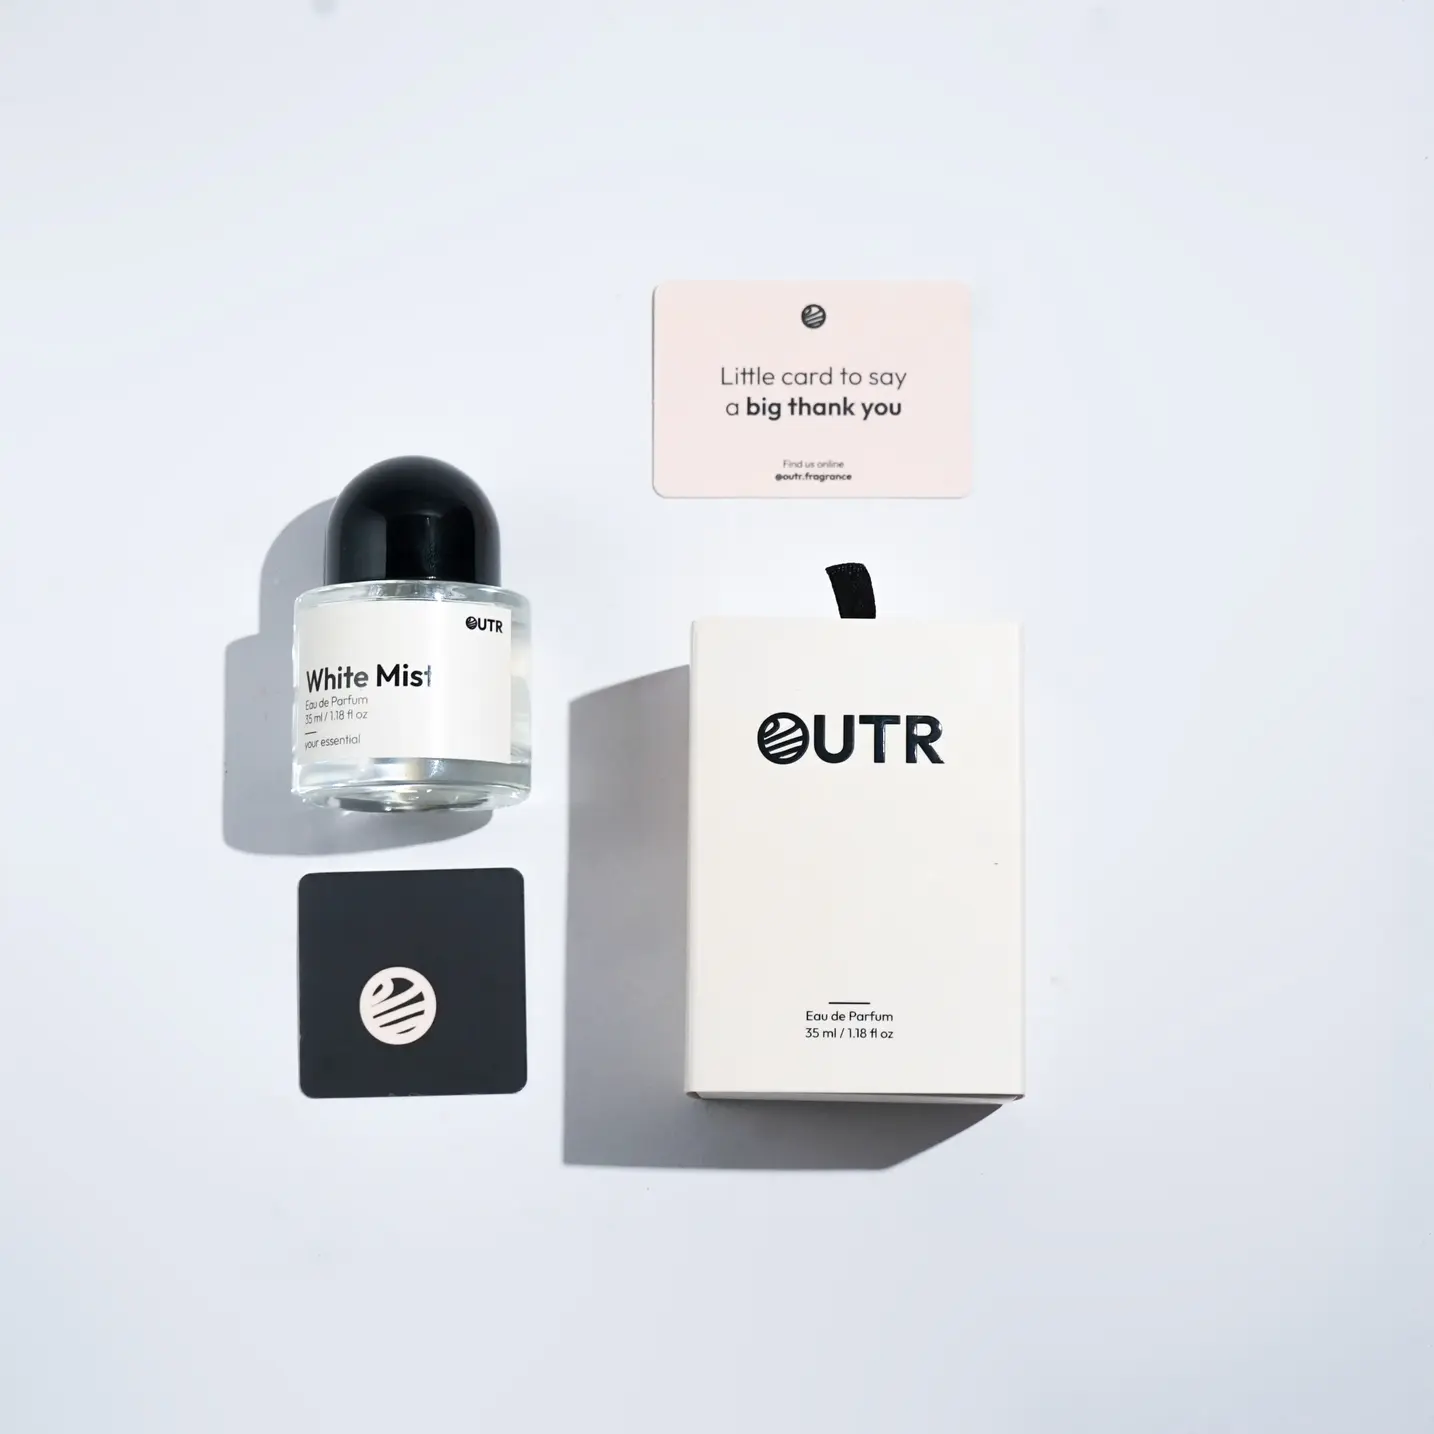 Little card to say
a big thank you
Find us online
@outr.fragrance
OUTR
White Mist
Eau de Parfum
35 ml / 1.18 fl oz
your essential
OUTR
Eau de Parfum
35 ml / 1.18 fl oz